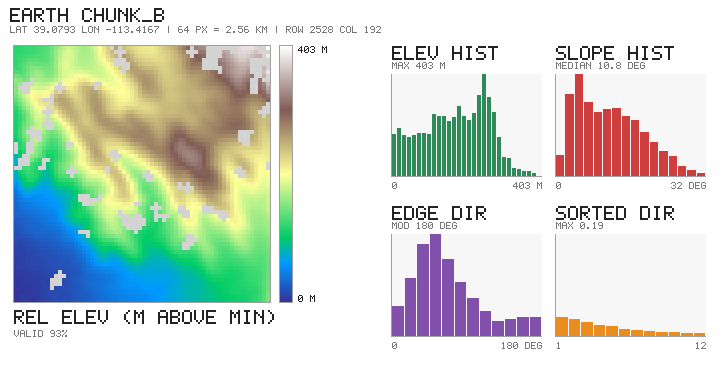 EARTH CHUNK_B
LAT 39.0793 LON -113.4167 | 64 PX = 2.56 KM | ROW 2528 COL 192
403 M
0 M
REL ELEV (M ABOVE MIN)
VALID 93%
ELEV HIST
MAX 403 M
0 403 M
SLOPE HIST
MEDIAN 10.8 DEG
0 32 DEG
EDGE DIR
MOD 180 DEG
0 180 DEG
SORTED DIR
MAX 0.19
1 12